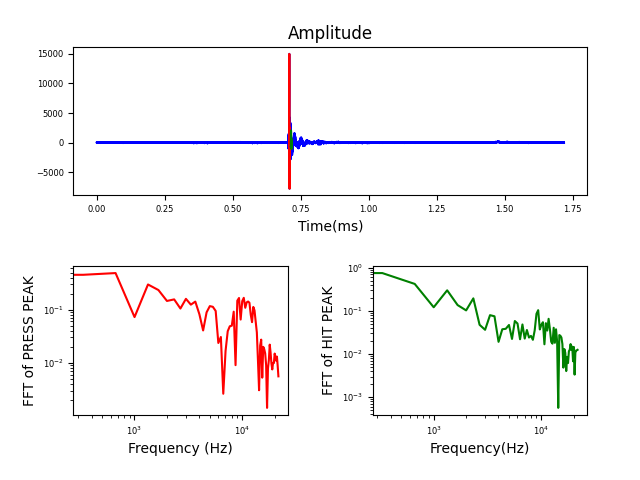 Amplitude
15000
10000
5000
0
−5000
0.00 0.25 0.50 0.75 1.00 1.25 1.50 1.75
Time(ms)
FFT of PRESS PEAK
10⁻¹
10⁻²
10³ 10⁴
Frequency (Hz)
FFT of HIT PEAK
10⁰
10⁻¹
10⁻²
10⁻³
10³ 10⁴
Frequency(Hz)